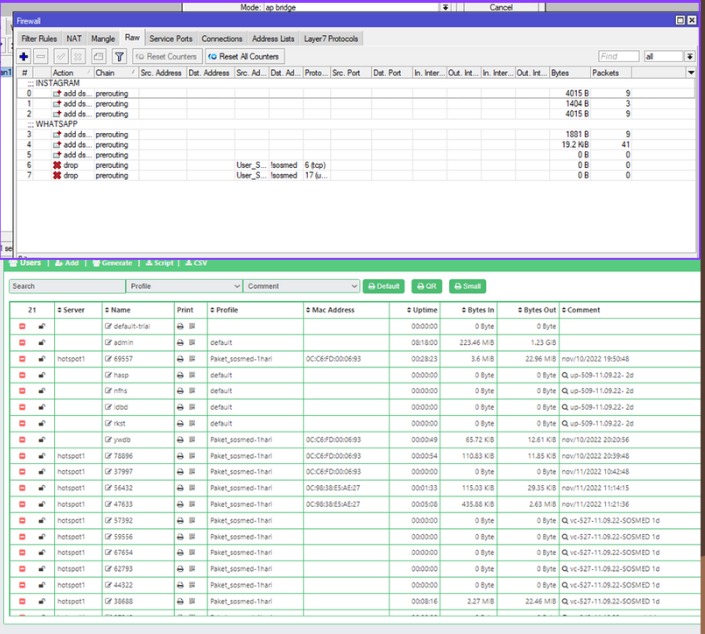 Mode: ap bridge Cancel
Firewall
Filter Rules NAT Mangle Raw Service Ports Connections Address Lists Layer7 Protocols
Reset Counters Reset All Counters Find all
# Action Chain Src. Address Dst. Address Src. Ad... Dst. Ad... Proto... Src. Port Dst. Port In. Inter... Out. Int... In. Inter... Out. Int... Bytes Packets
::: INSTAGRAM
0 add ds... prerouting 4015 B 9
1 add ds... prerouting 1404 B 3
2 add ds... prerouting 4015 B 9
::: WHATSAPP
3 add ds... prerouting 1881 B 9
4 add ds... prerouting 19.2 KiB 41
5 add ds... prerouting 0 B 0
6 drop prerouting User_S... !sosmed 6 (tcp) 0 B 0
7 drop prerouting User_S... !sosmed 17 (u... 0 B 0
Users Add Generate Script CSV
Search Profile Comment Default QR Small
21 Server Name Print Profile Mac Address Uptime Bytes In Bytes Out Comment
default-trial 00:00:00 0 Byte 0 Byte
admin default 08:18:00 223.46 MiB 1.23 GiB
hotspot1 69557 Paket_sosmed-1hari 0C:C6:FD:00:06:93 00:28:23 3.6 MiB 22.96 MiB nov/10/2022 19:50:48
hasp default 00:00:00 0 Byte 0 Byte up-509-11.09.22- 2d
nfhs default 00:00:00 0 Byte 0 Byte up-509-11.09.22- 2d
idbd default 00:00:00 0 Byte 0 Byte up-509-11.09.22- 2d
rkst default 00:00:00 0 Byte 0 Byte up-509-11.09.22- 2d
ywdb Paket_sosmed-1hari 0C:C6:FD:00:06:93 00:00:49 65.72 KiB 12.61 KiB nov/10/2022 20:20:56
hotspot1 78896 Paket_sosmed-1hari 0C:C6:FD:00:06:93 00:00:54 110.83 KiB 11.85 KiB nov/10/2022 20:39:48
hotspot1 37997 Paket_sosmed-1hari 0C:C6:FD:00:06:93 00:00:00 0 Byte 0 Byte nov/11/2022 10:42:48
hotspot1 56432 Paket_sosmed-1hari 0C:98:38:E5:AE:27 00:01:33 115.03 KiB 29.35 KiB nov/11/2022 11:14:15
hotspot1 47633 Paket_sosmed-1hari 0C:98:38:E5:AE:27 00:05:08 435.88 KiB 2.63 MiB nov/11/2022 11:21:36
hotspot1 57392 Paket_sosmed-1hari 00:00:00 0 Byte 0 Byte vc-527-11.09.22-SOSMED 1d
hotspot1 59556 Paket_sosmed-1hari 00:00:00 0 Byte 0 Byte vc-527-11.09.22-SOSMED 1d
hotspot1 67654 Paket_sosmed-1hari 00:00:00 0 Byte 0 Byte vc-527-11.09.22-SOSMED 1d
hotspot1 62793 Paket_sosmed-1hari 00:00:00 0 Byte 0 Byte vc-527-11.09.22-SOSMED 1d
hotspot1 44322 Paket_sosmed-1hari 00:00:00 0 Byte 0 Byte vc-527-11.09.22-SOSMED 1d
hotspot1 38688 Paket_sosmed-1hari 00:08:16 2.27 MiB 22.46 MiB vc-527-11.09.22-SOSMED 1d